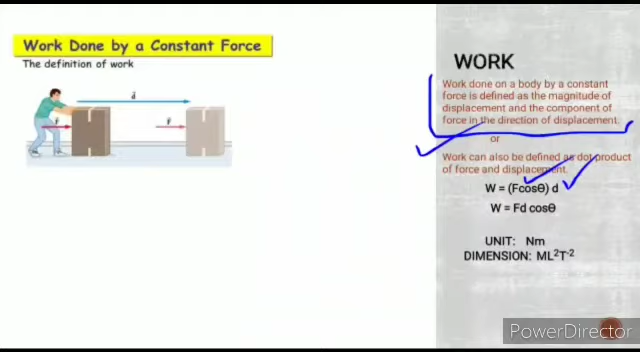 Work Done by a Constant Force
The definition of work
d
F
F
WORK
Work done on a body by a constant
force is defined as the magnitude of
displacement and the component of
force in the direction of displacement.
or
Work can also be defined as dot product
of force and displacement.
W = (Fcosθ) d
W = Fd cosθ
UNIT: Nm
DIMENSION: ML²T⁻²
PowerDirector